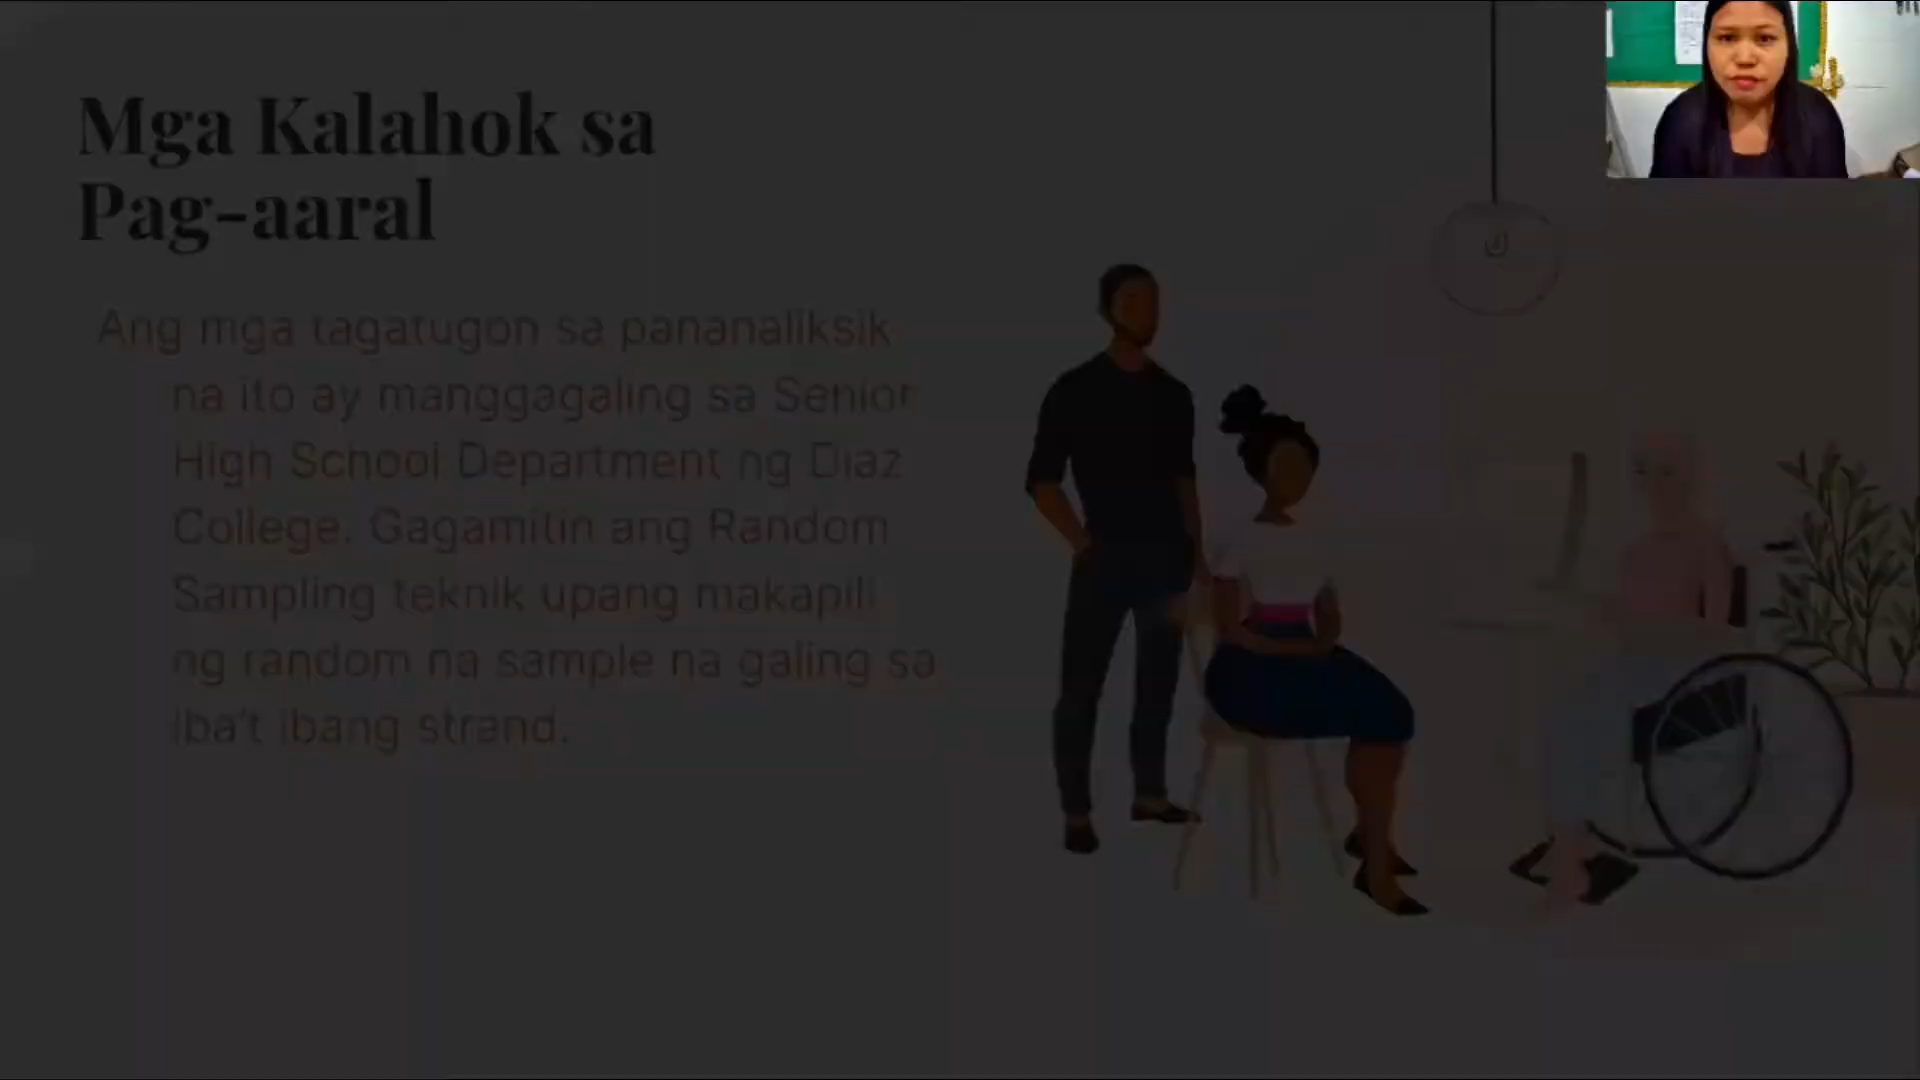 Mga Kalahok sa
Pag-aaral
Ang mga tagatugon sa pananaliksik
na ito ay manggagaling sa Senior
High School Department ng Diaz
College. Gagamitin ang Random
Sampling teknik upang makapili
ng random na sample na galing sa
iba't ibang strand.